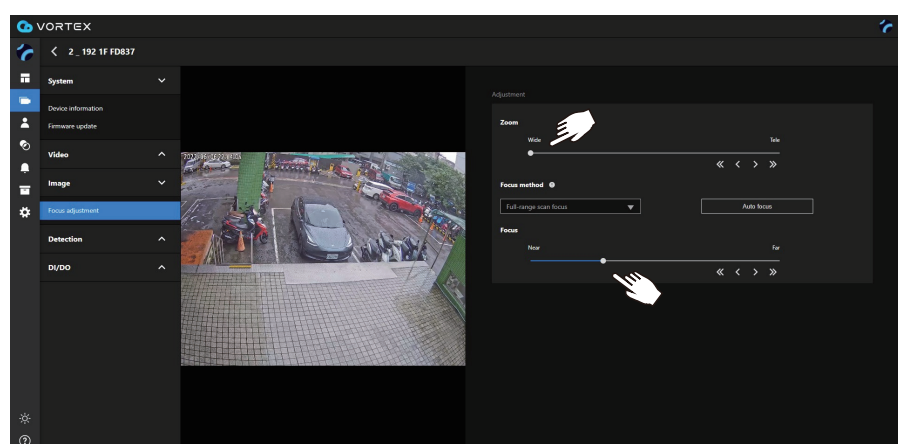 VORTEX
2 _ 192 1F FD837
System
Device information
Firmware update
Video
Image
Focus adjustment
Detection
DI/DO
Adjustment
Zoom
Wide
Tele
Focus method
Full-range scan focus
Auto focus
Focus
Near
Far